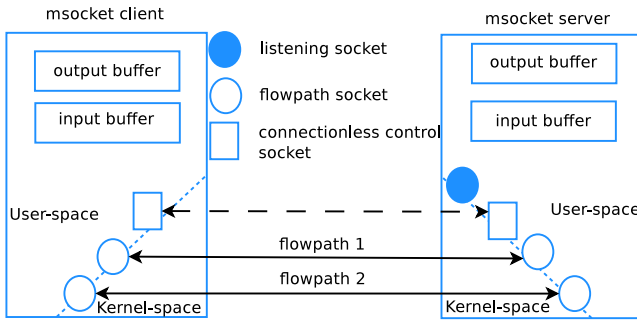 msocket client
msocket server
output buffer
input buffer
listening socket
flowpath socket
connectionless control
socket
output buffer
input buffer
User-space
User-space
flowpath 1
flowpath 2
Kernel-space
Kernel-space